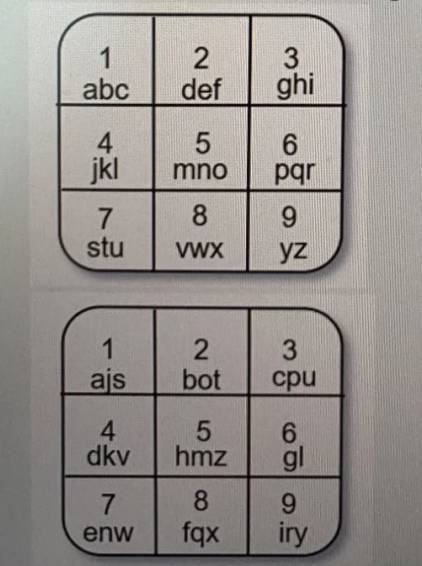 1 2 3
abc def ghi
4 5 6
jkl mno pqr
7 8 9
stu vwx yz
1 2 3
ajs bot cpu
4 5 6
dkv hmz gl
7 8 9
enw fqx iry